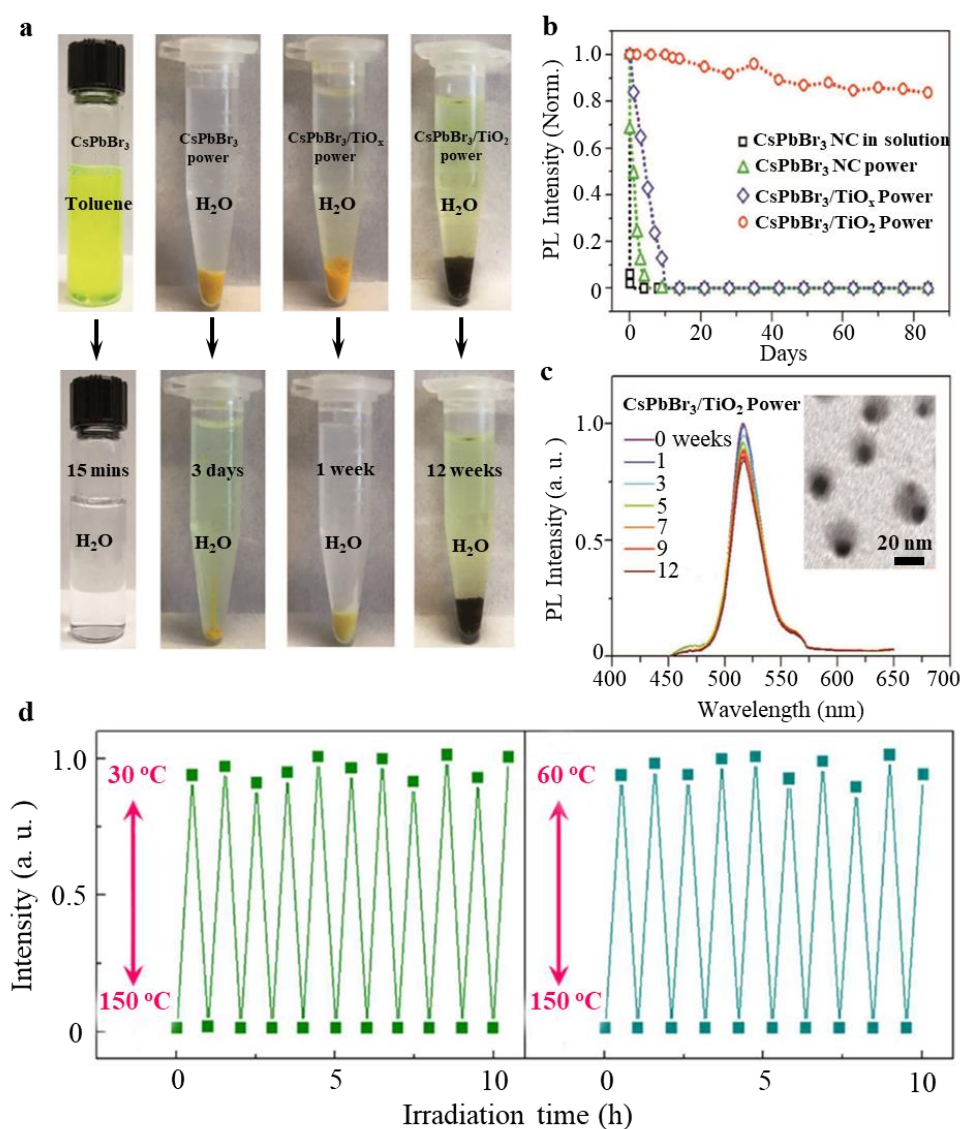 a
CsPbBr₃
Toluene
CsPbBr₃
power
H₂O
CsPbBr₃/TiOₓ
power
H₂O
CsPbBr₃/TiO₂
power
H₂O
15 mins
H₂O
3 days
H₂O
1 week
H₂O
12 weeks
H₂O
b
PL Intensity (Norm.)
1.0
0.8
0.6
0.4
0.2
0
CsPbBr₃ NC in solution
CsPbBr₃ NC power
CsPbBr₃/TiOₓ Power
CsPbBr₃/TiO₂ Power
0 20 40 60 80
Days
c
PL Intensity (a. u.)
1.0
0.5
0
CsPbBr₃/TiO₂ Power
0 weeks
1
3
5
7
9
12
20 nm
400 450 500 550 600 650 700
Wavelength (nm)
d
Intensity (a. u. )
1.0
0.5
0
30 ºC
150 ºC
60 ºC
150 ºC
0 5 10 0 5 10
Irradiation time (h)